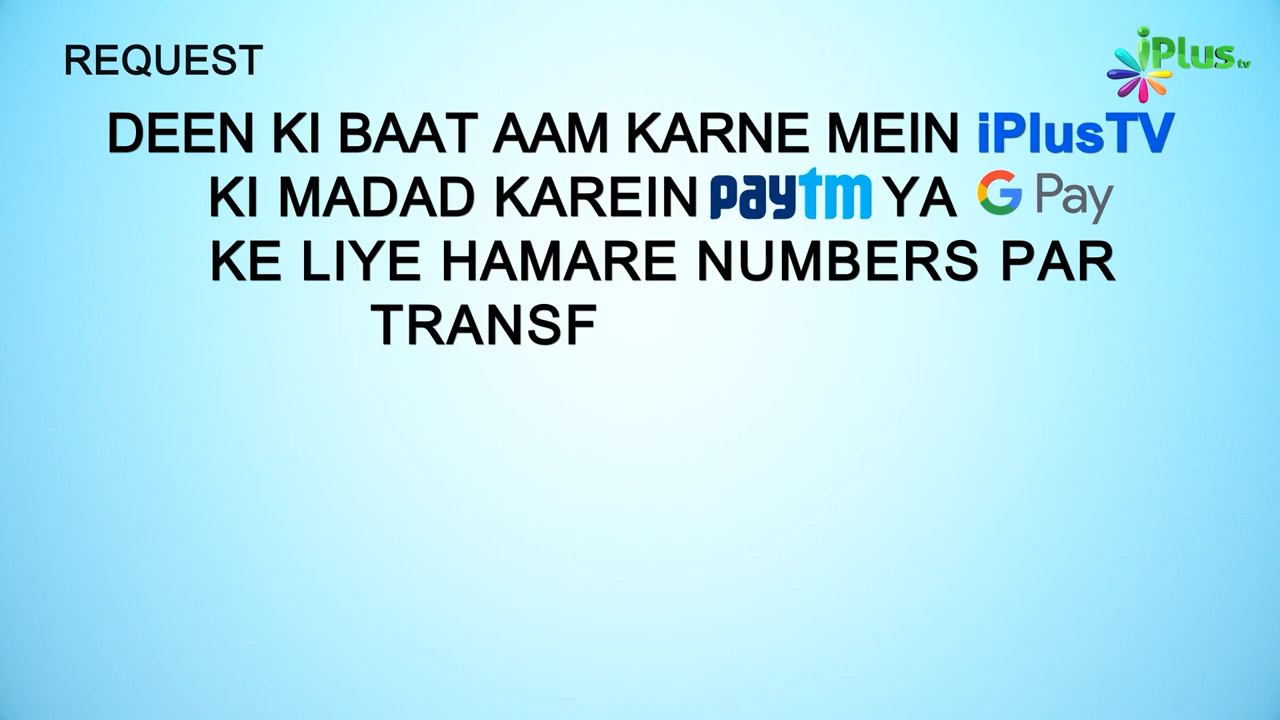 REQUEST
iPlus tv
DEEN KI BAAT AAM KARNE MEIN iPlusTV
KI MADAD KAREIN paytm YA G Pay
KE LIYE HAMARE NUMBERS PAR
TRANSF